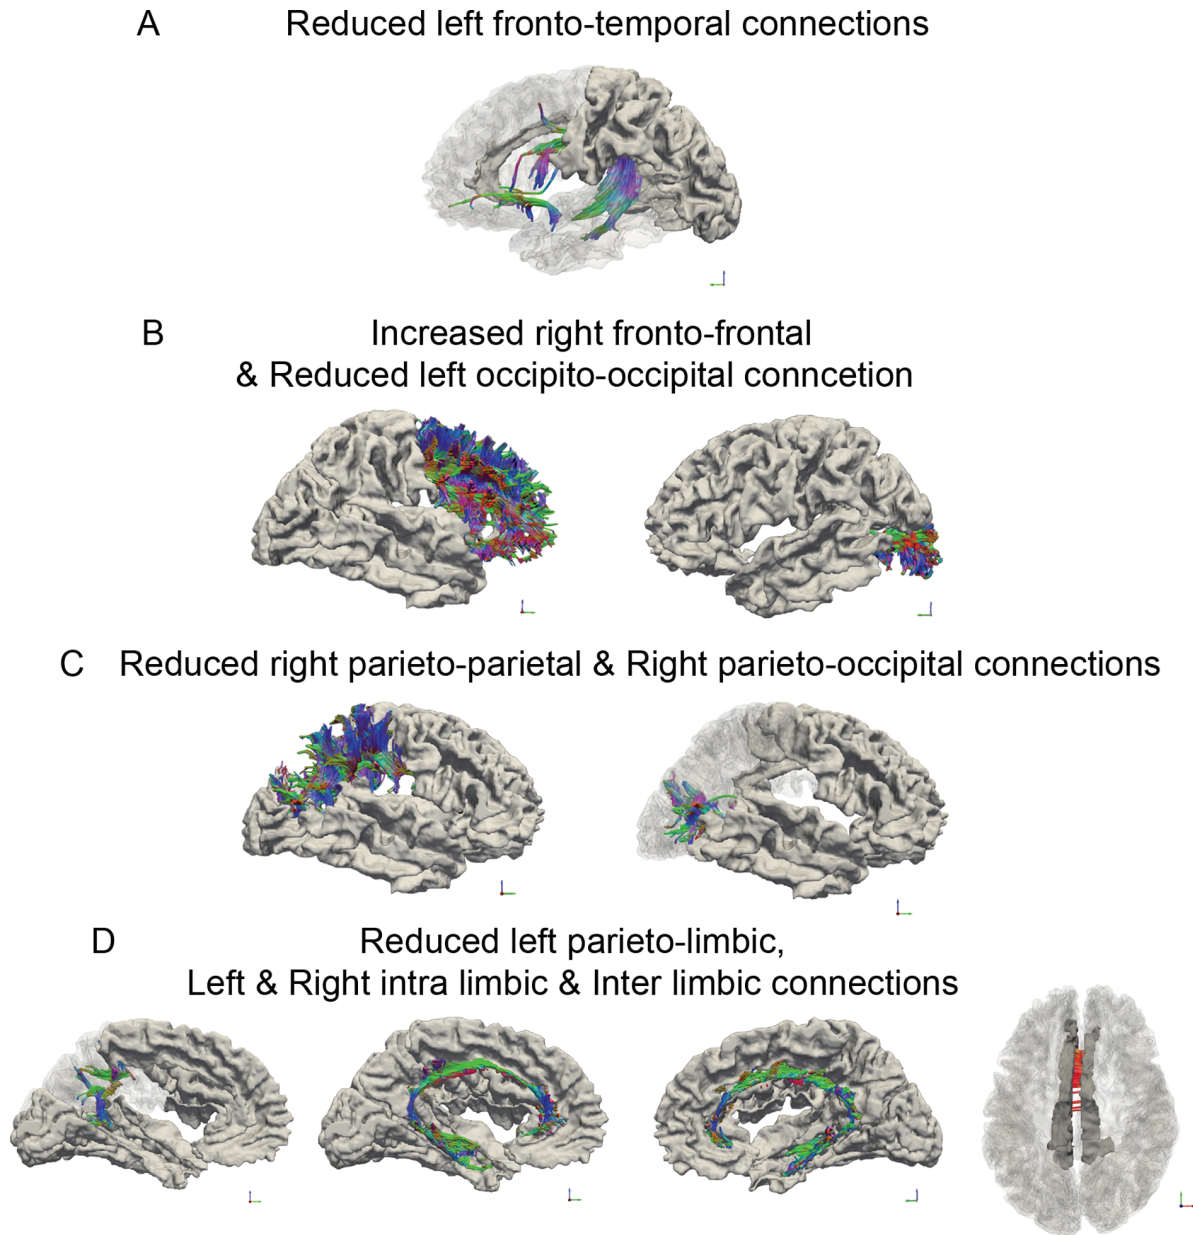 A Reduced left fronto-temporal connections
B Increased right fronto-frontal
& Reduced left occipito-occipital conncetion
C Reduced right parieto-parietal & Right parieto-occipital connections
D Reduced left parieto-limbic,
Left & Right intra limbic & Inter limbic connections